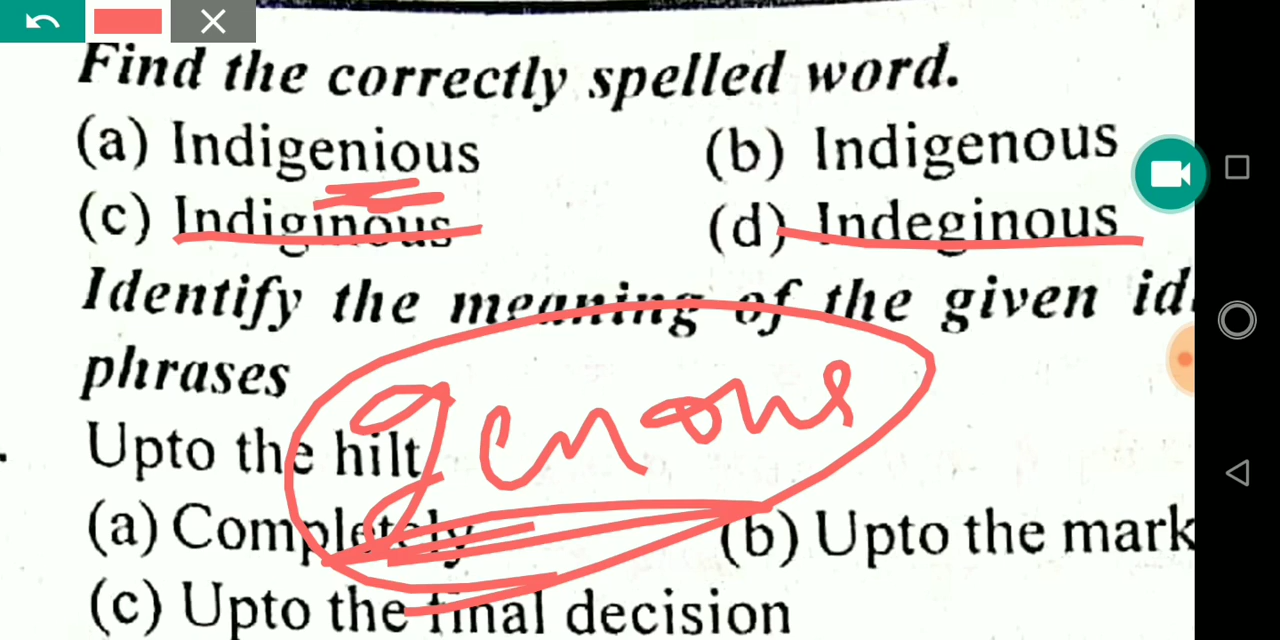 Find the correctly spelled word.
(a) Indigenious (b) Indigenous
(c) Indiginous (d) Indeginous
Identify the meaning of the given id
phrases
genous
Upto the hilt
(a) Completely (b) Upto the mark
(c) Upto the final decision